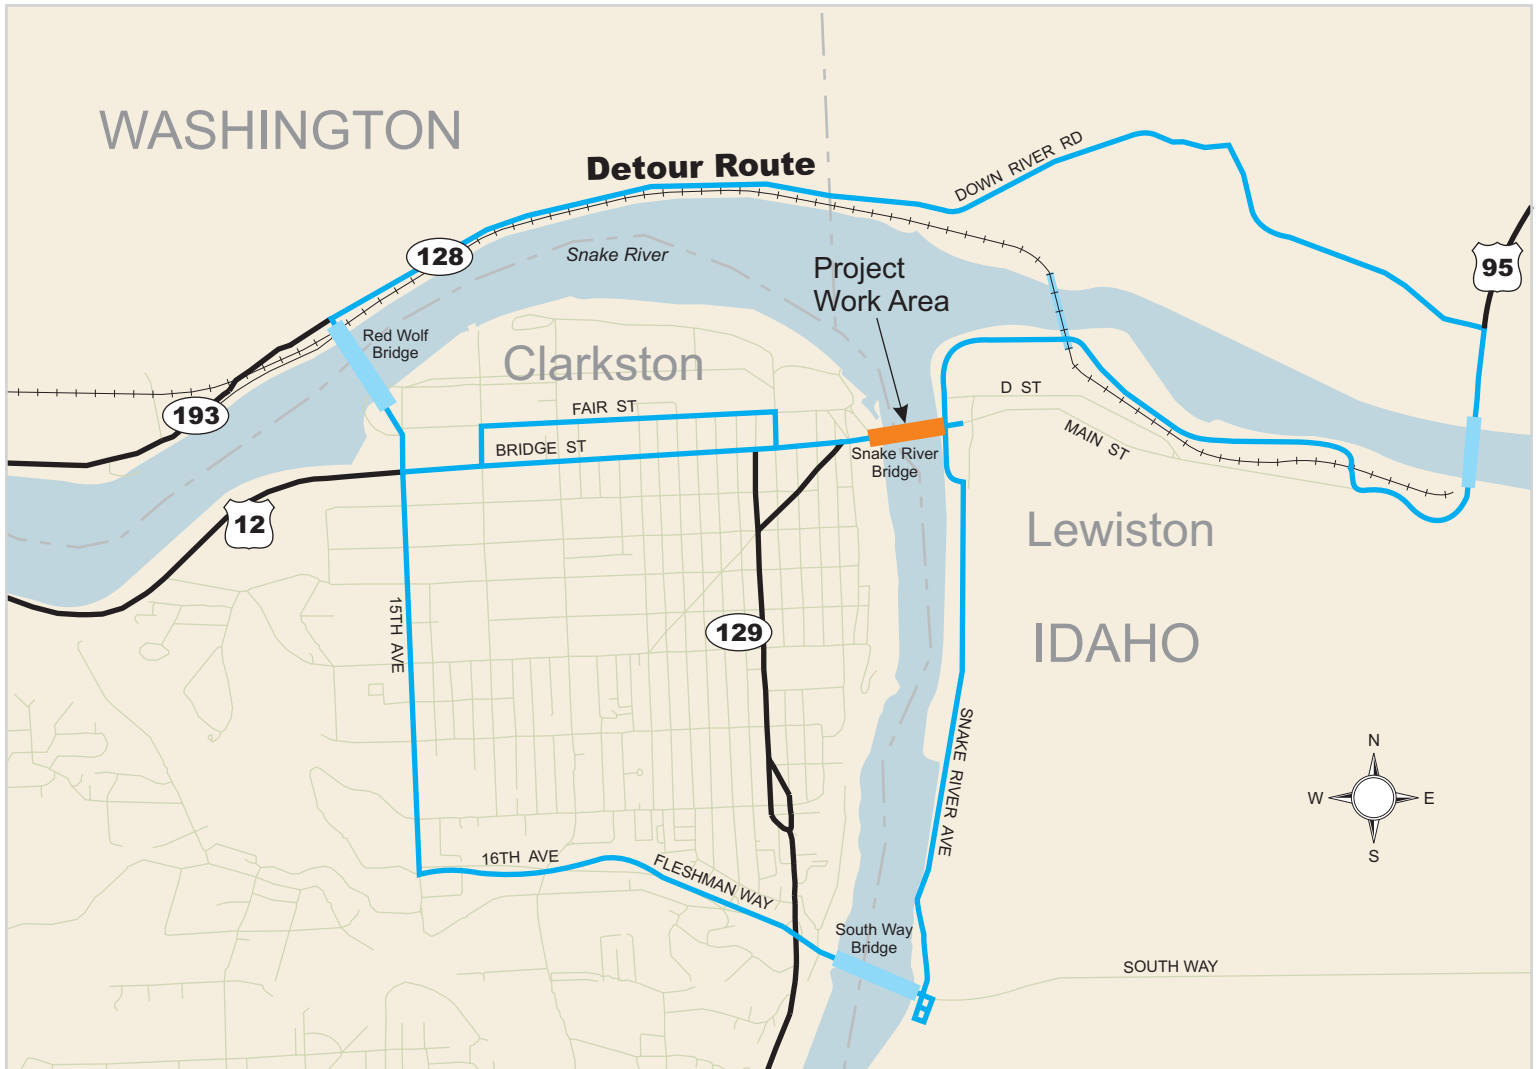 WASHINGTON
Detour Route
DOWN RIVER RD
128
Snake River
Project
Work Area
95
Red Wolf
Bridge
Clarkston
193
FAIR ST
D ST
BRIDGE ST
MAIN ST
Snake River
Bridge
12
Lewiston
15TH AVE
129
IDAHO
SNAKE RIVER AVE
N
W
E
S
16TH AVE
FLESHMAN WAY
South Way
Bridge
SOUTH WAY